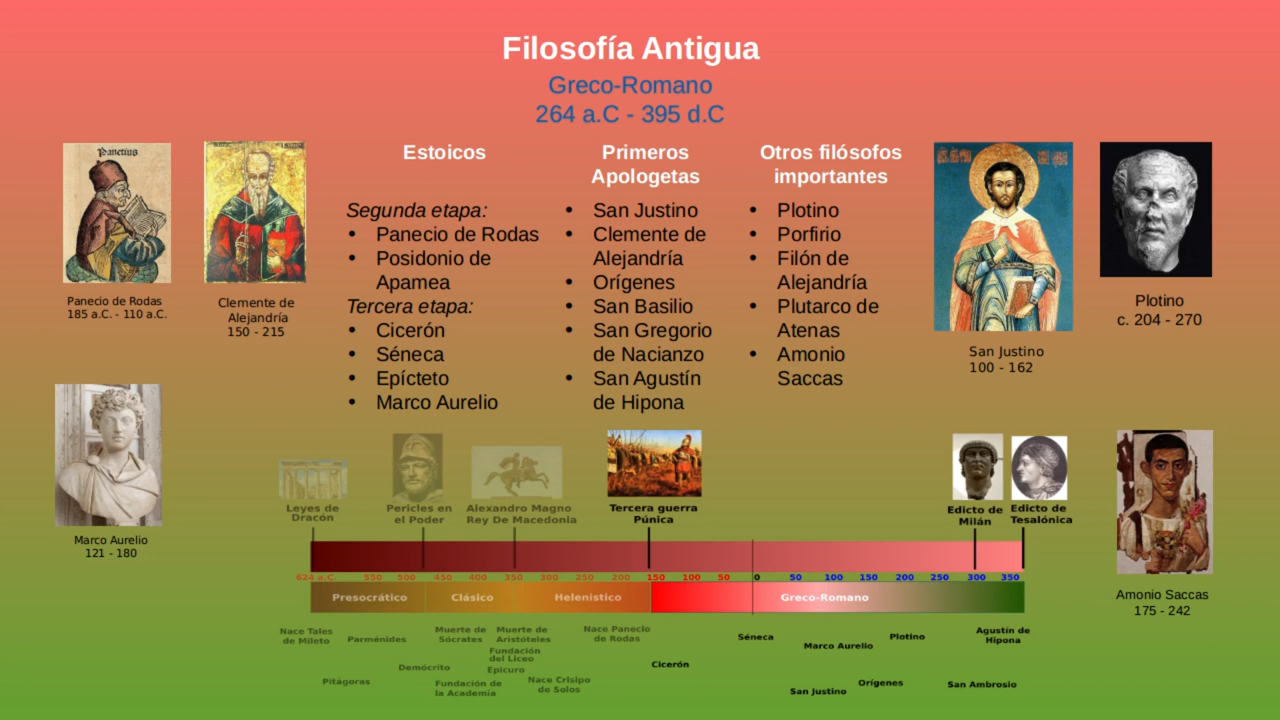 Filosofía Antigua
Greco-Romano
264 a.C - 395 d.C
Panctius
Panecio de Rodas
185 a.C. - 110 a.C.
Clemente de
Alejandría
150 - 215
Marco Aurelio
121 - 180
Estoicos
Segunda etapa:
• Panecio de Rodas
• Posidonio de
Apamea
Tercera etapa:
• Cicerón
• Séneca
• Epícteto
• Marco Aurelio
Primeros
Apologetas
• San Justino
• Clemente de
Alejandría
• Orígenes
• San Basilio
• San Gregorio
de Nacianzo
• San Agustín
de Hipona
Otros filósofos
importantes
• Plotino
• Porfirio
• Filón de
Alejandría
• Plutarco de
Atenas
• Amonio
Saccas
San Justino
100 - 162
Plotino
c. 204 - 270
Amonio Saccas
175 - 242
Leyes de
Dracón
Pericles en
el Poder
Alexandro Magno
Rey De Macedonia
Tercera guerra
Púnica
Edicto de
Milán
Edicto de
Tesalónica
624 a.C. 550 500 450 400 350 300 250 200 150 100 50 0 50 100 150 200 250 300 350
Presocrático Clásico Helenistico Greco-Romano
Nace Tales
de Mileto
Parménides
Pitágoras
Demócrito
Muerte de
Sócrates
Muerte de
Aristóteles
Fundación
del Liceo
Epicuro
Fundación de
la Academia
Nace Crisipo
de Solos
Nace Panecio
de Rodas
Cicerón
Séneca
Marco Aurelio
San Justino
Orígenes
Plotino
Agustín de
Hipona
San Ambrosio